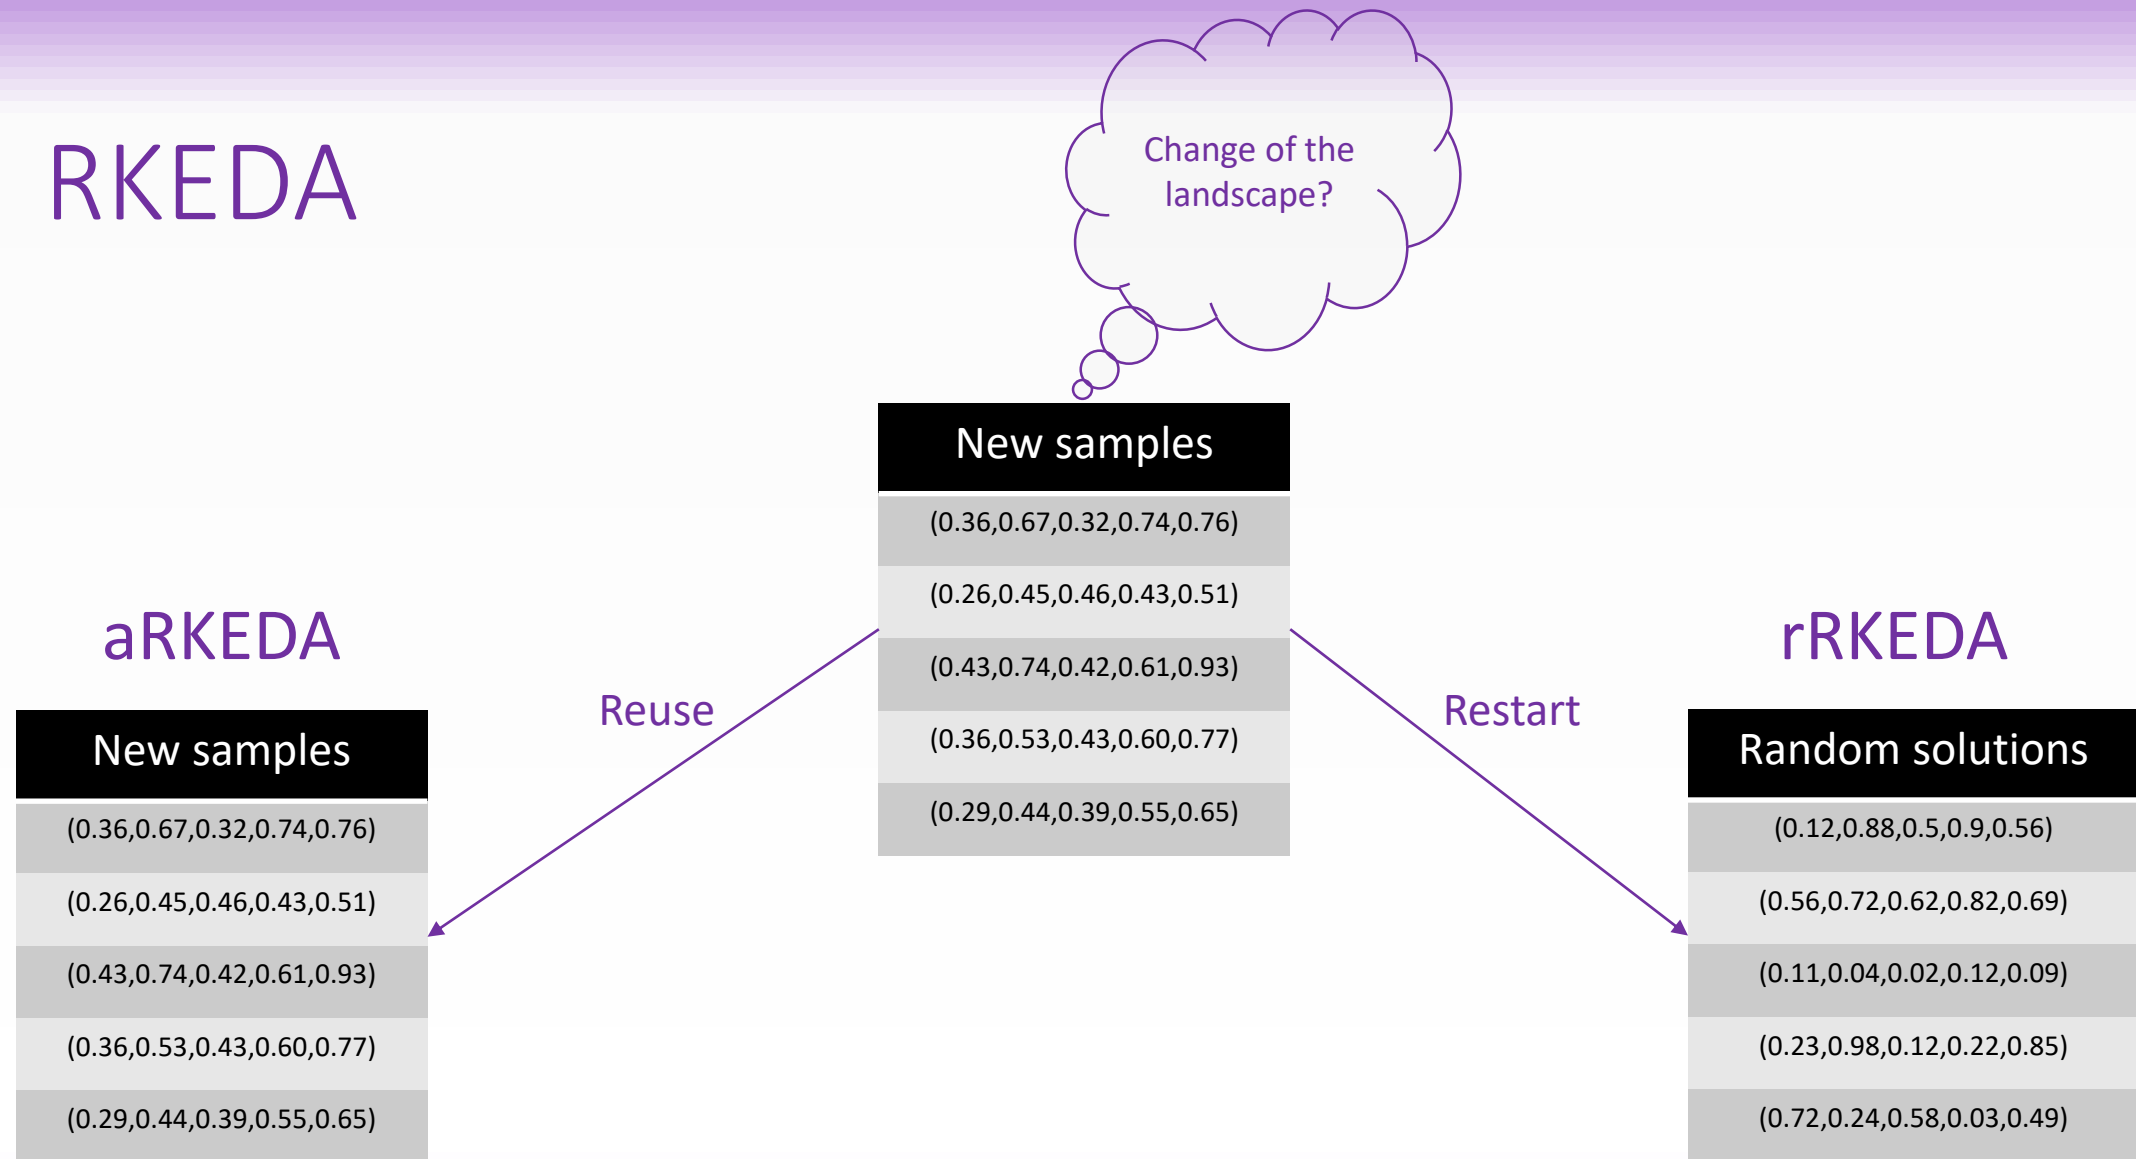 RKEDA
Change of the
landscape?
New samples
(0.36,0.67,0.32,0.74,0.76)
(0.26,0.45,0.46,0.43,0.51)
(0.43,0.74,0.42,0.61,0.93)
(0.36,0.53,0.43,0.60,0.77)
(0.29,0.44,0.39,0.55,0.65)
aRKEDA
Reuse
New samples
(0.36,0.67,0.32,0.74,0.76)
(0.26,0.45,0.46,0.43,0.51)
(0.43,0.74,0.42,0.61,0.93)
(0.36,0.53,0.43,0.60,0.77)
(0.29,0.44,0.39,0.55,0.65)
rRKEDA
Restart
Random solutions
(0.12,0.88,0.5,0.9,0.56)
(0.56,0.72,0.62,0.82,0.69)
(0.11,0.04,0.02,0.12,0.09)
(0.23,0.98,0.12,0.22,0.85)
(0.72,0.24,0.58,0.03,0.49)